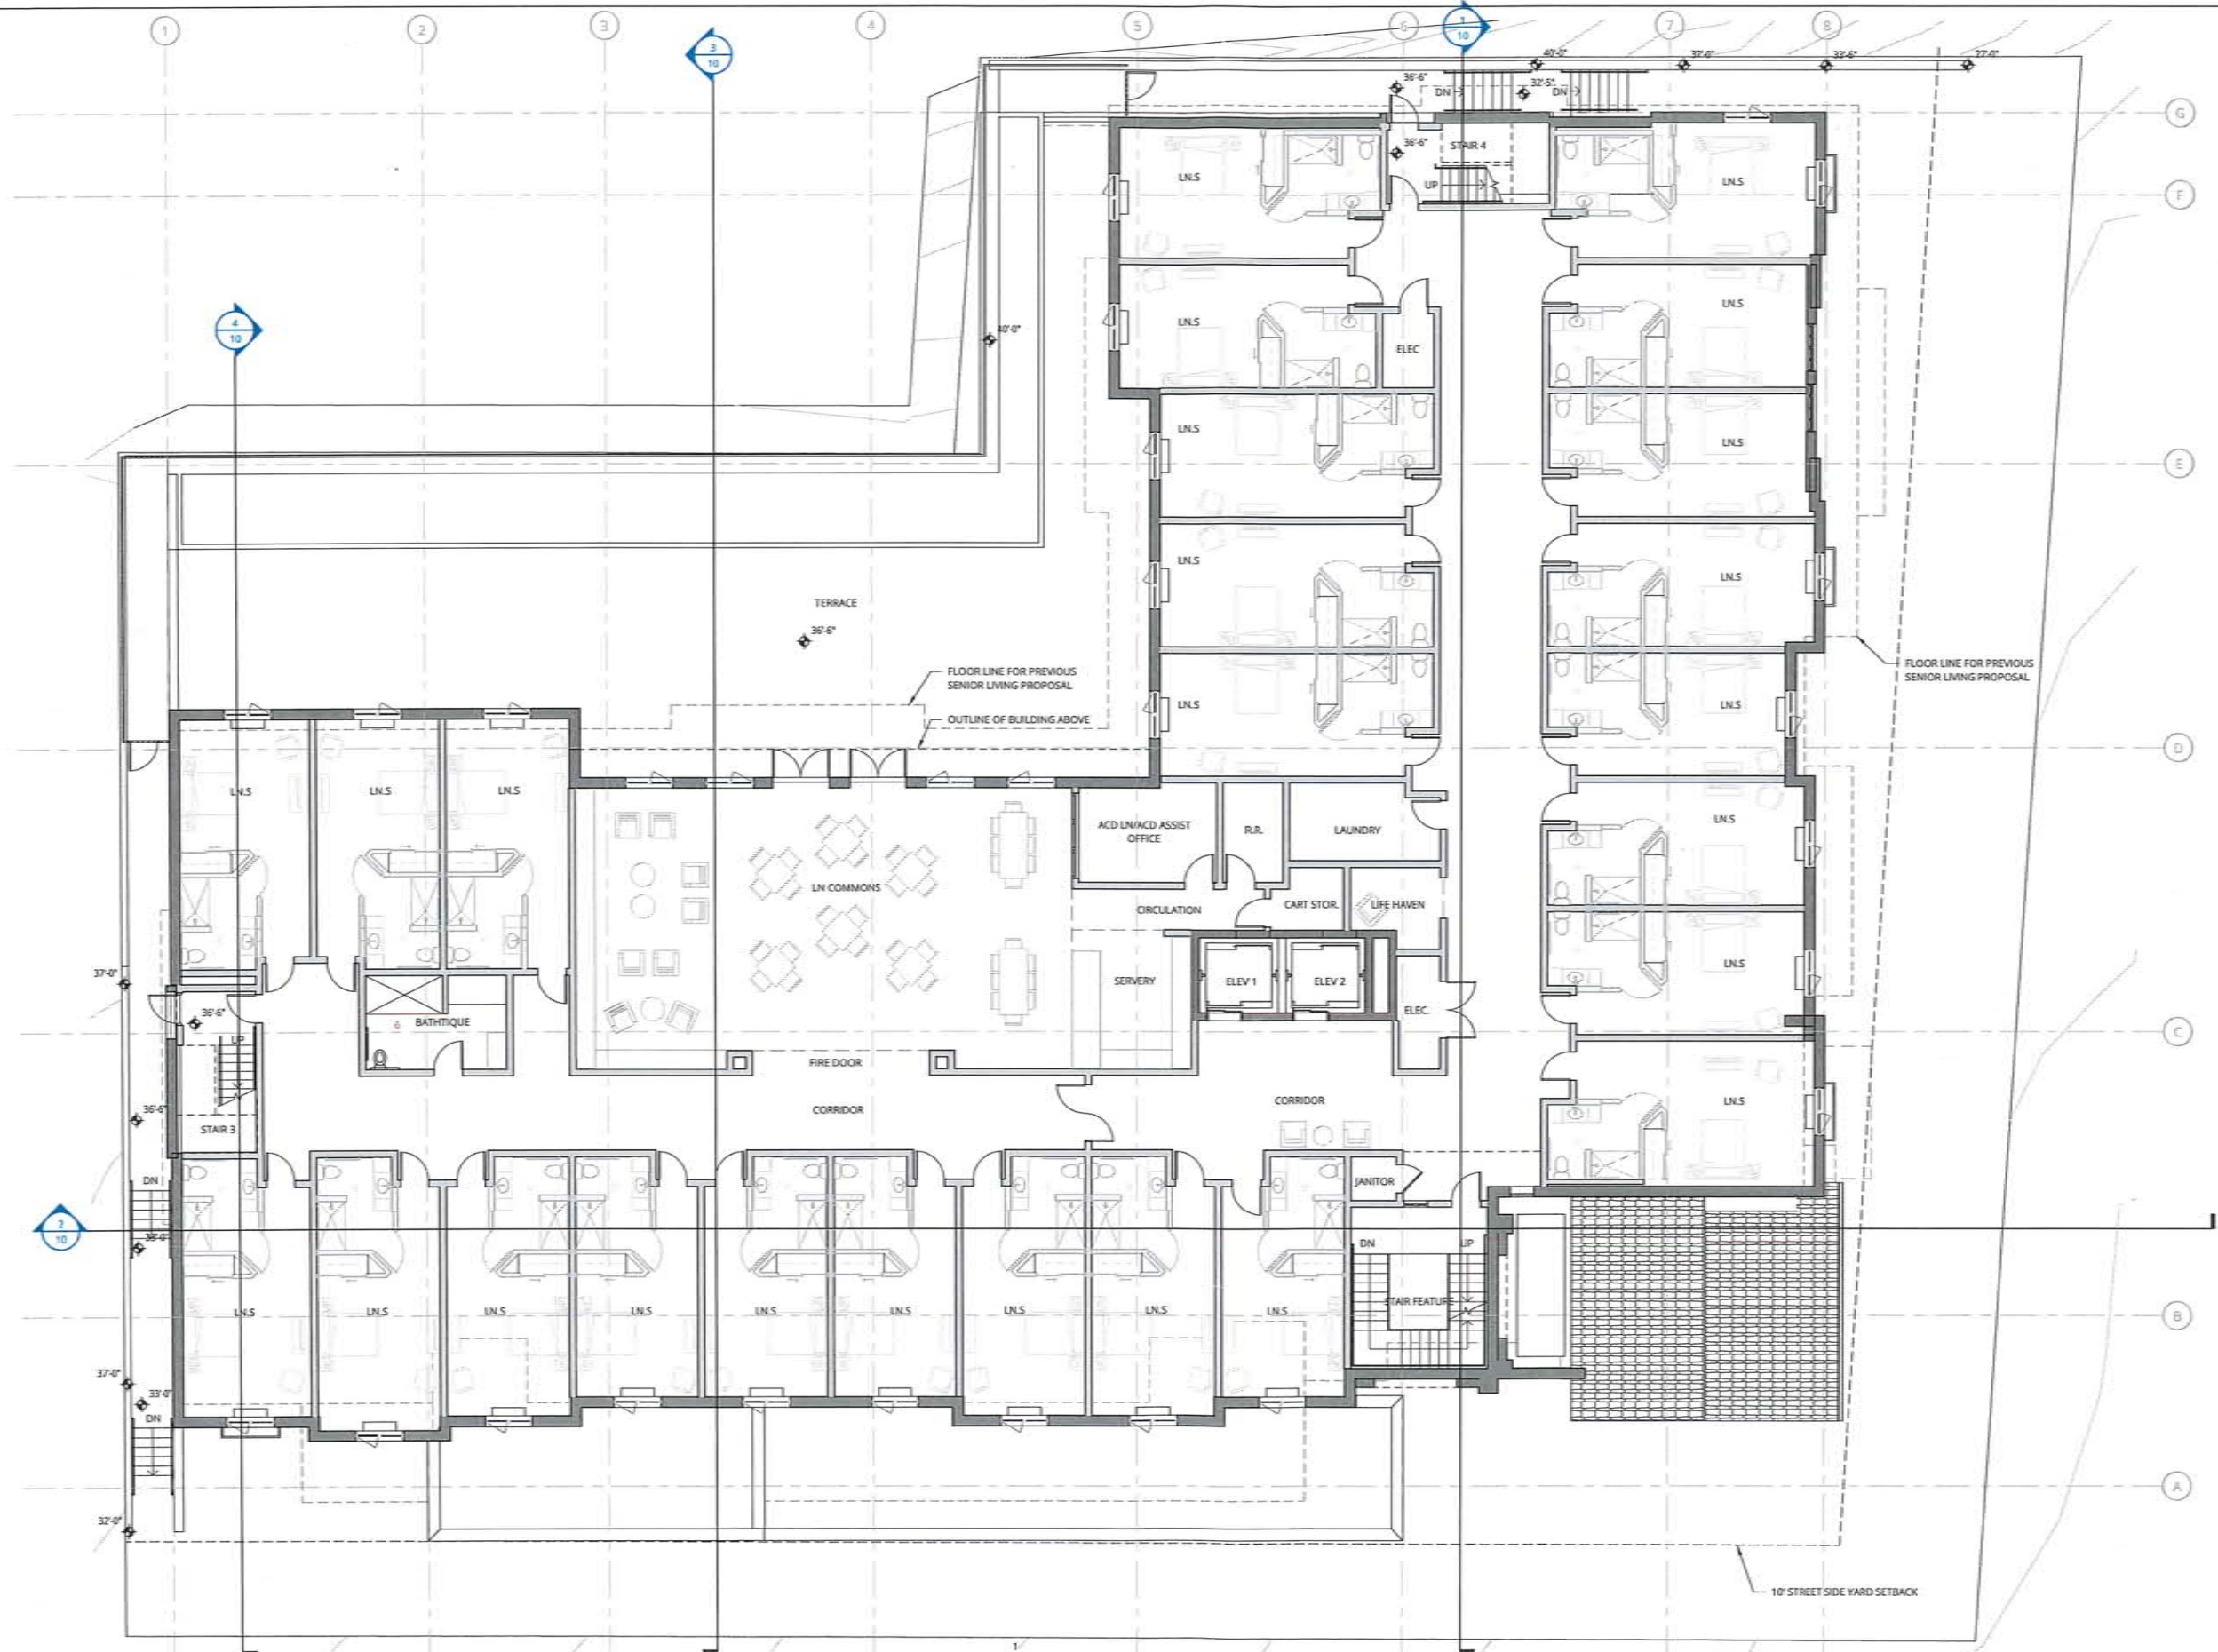 1
2
3
3
10
4
5
6
1
10
7
8
40'-0"
37'-0"
33'-6"
27'-0"
36'-6"
DN
32'-5"
DN
G
36'-6"
STAIR 4
UP
LN.S
LN.S
F
4
10
40'-0"
LN.S
ELEC
LN.S
LN.S
LN.S
E
LN.S
LN.S
TERRACE
36'-6"
FLOOR LINE FOR PREVIOUS
SENIOR LIVING PROPOSAL
OUTLINE OF BUILDING ABOVE
LN.S
LN.S
FLOOR LINE FOR PREVIOUS
SENIOR LIVING PROPOSAL
D
LN.S
LN.S
LN.S
ACD LN/ACD ASSIST
OFFICE
R.R.
LAUNDRY
LN.S
LN COMMONS
CIRCULATION
CART STOR.
LIFE HAVEN
37'-0"
SERVERY
ELEV 1
ELEV 2
LN.S
36'-6"
UP
BATHTIQUE
ELEC.
C
FIRE DOOR
36'-6"
STAIR 3
CORRIDOR
CORRIDOR
LN.S
DN
JANITOR
2
10
DN
UP
LN.S
LN.S
LN.S
LN.S
LN.S
LN.S
LN.S
LN.S
LN.S
STAIR FEATURE
B
37'-0"
33'-0"
DN
A
32'-0"
10' STREET SIDE YARD SETBACK
1